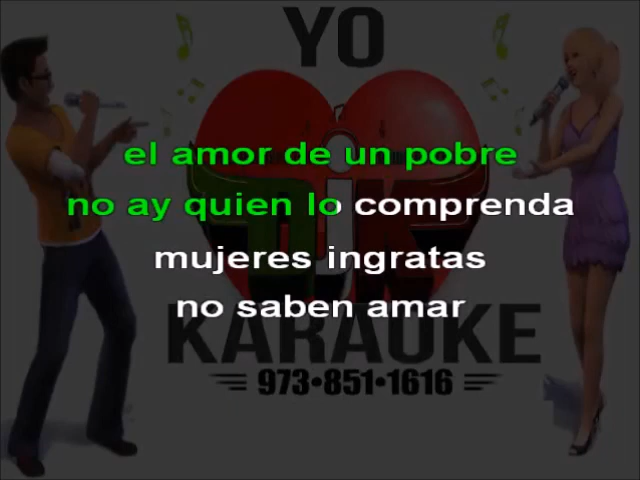 YO
el amor de un pobre
no ay quien lo comprenda
mujeres ingratas
no saben amar
KARAOKE
973•851•1616